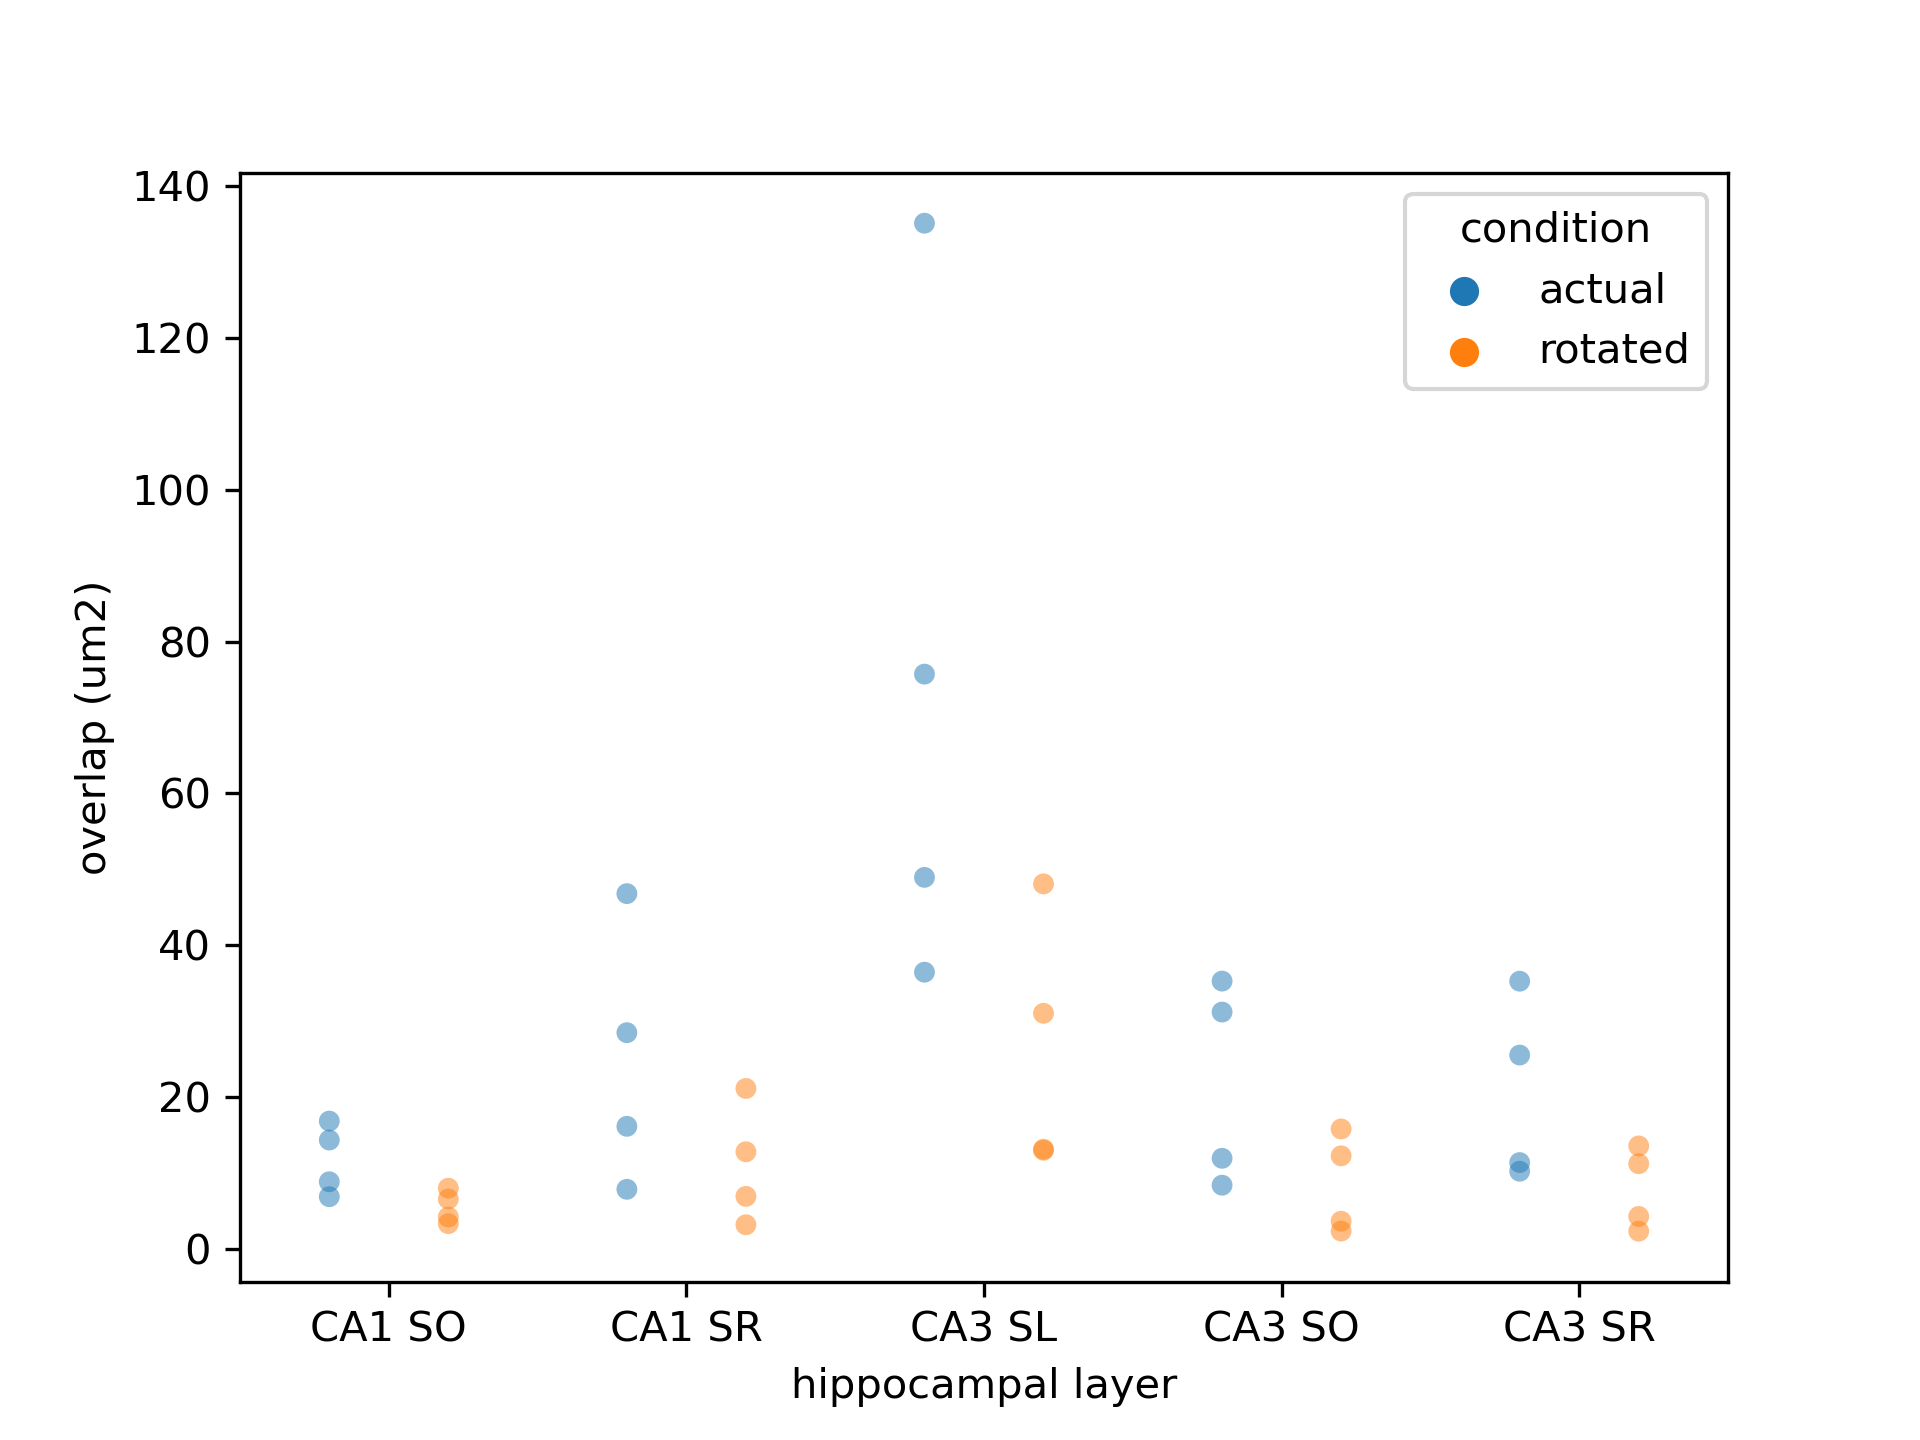 140
120
100
80
60
40
20
0
overlap (um2)
condition
actual
rotated
CA1 SO
CA1 SR
CA3 SL
CA3 SO
CA3 SR
hippocampal layer